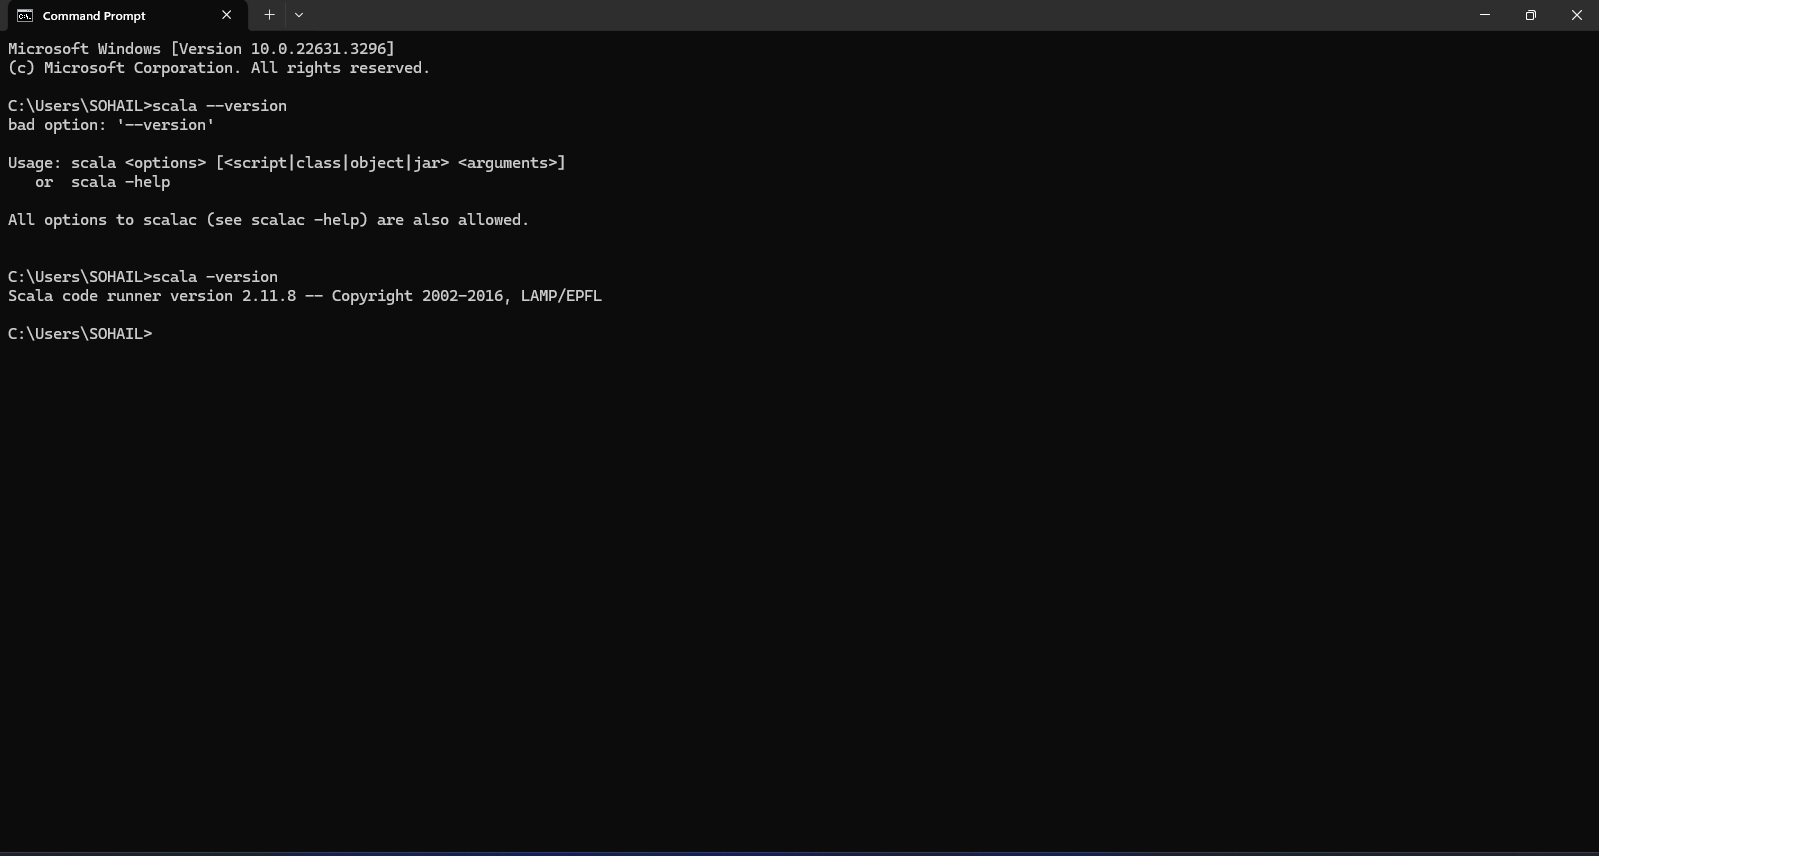 Command Prompt
Microsoft Windows [Version 10.0.22631.3296]
(c) Microsoft Corporation. All rights reserved.
C:\Users\SOHAIL>scala --version
bad option: '--version'
Usage: scala <options> [<script|class|object|jar> <arguments>]
   or  scala -help
All options to scalac (see scalac -help) are also allowed.
C:\Users\SOHAIL>scala -version
Scala code runner version 2.11.8 -- Copyright 2002-2016, LAMP/EPFL
C:\Users\SOHAIL>